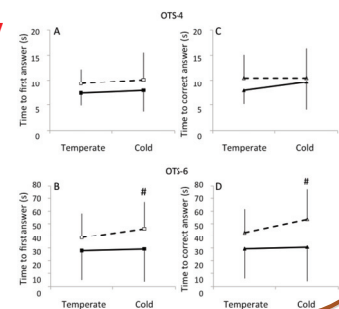 OTS-4
A
Time to first answer (s)
20
15
10
5
0
Temperate Cold
C
Time to correct answer (s)
20
15
10
5
0
Temperate Cold
OTS-6
B
#
Time to first answer (s)
80
70
60
50
40
30
20
10
0
Temperate Cold
D
#
Time to correct answer (s)
80
70
60
50
40
30
20
10
0
Temperate Cold